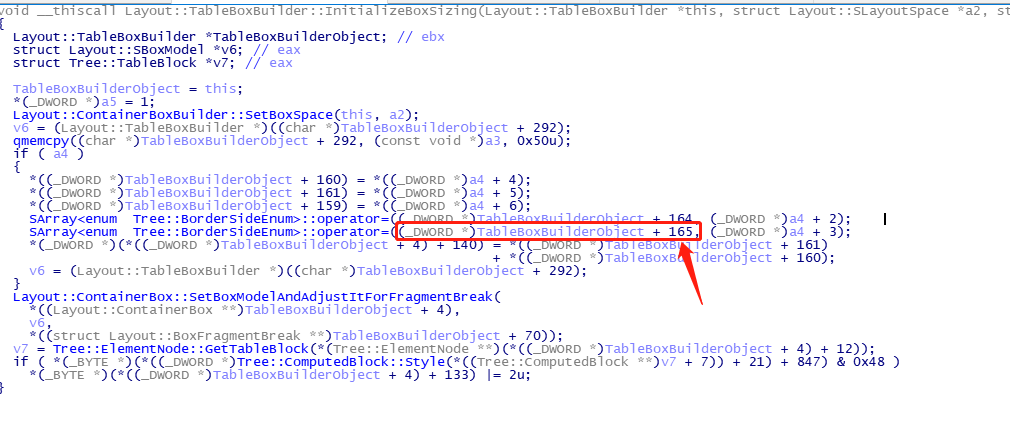 void __thiscall Layout::TableBoxBuilder::InitializeBoxSizing(Layout::TableBoxBuilder *this, struct Layout::SLayoutSpace *a2, st
{
Layout::TableBoxBuilder *TableBoxBuilderObject; // ebx
struct Layout::SBoxModel *v6; // eax
struct Tree::TableBlock *v7; // eax
TableBoxBuilderObject = this;
*(_DWORD *)a5 = 1;
Layout::ContainerBoxBuilder::SetBoxSpace(this, a2);
v6 = (Layout::TableBoxBuilder *)((char *)TableBoxBuilderObject + 292);
qmemcpy((char *)TableBoxBuilderObject + 292, (const void *)a3, 0x50u);
if ( a4 )
{
*((_DWORD *)TableBoxBuilderObject + 160) = *((_DWORD *)a4 + 4);
*((_DWORD *)TableBoxBuilderObject + 161) = *((_DWORD *)a4 + 5);
*((_DWORD *)TableBoxBuilderObject + 159) = *((_DWORD *)a4 + 6);
SArray<enum  Tree::BorderSideEnum>::operator=((_DWORD *)TableBoxBuilderObject + 164, (_DWORD *)a4 + 2);
SArray<enum  Tree::BorderSideEnum>::operator=((_DWORD *)TableBoxBuilderObject + 165, (_DWORD *)a4 + 3);
*(_DWORD *)(*((_DWORD *)TableBoxBuilderObject + 4) + 140) = *((_DWORD *)TableBoxBuilderObject + 161)
+ *((_DWORD *)TableBoxBuilderObject + 160);
v6 = (Layout::TableBoxBuilder *)((char *)TableBoxBuilderObject + 292);
}
Layout::ContainerBox::SetBoxModelAndAdjustItForFragmentBreak(
*((Layout::ContainerBox **)TableBoxBuilderObject + 4),
v6,
*((struct Layout::BoxFragmentBreak **)TableBoxBuilderObject + 70));
v7 = Tree::ElementNode::GetTableBlock(*(Tree::ElementNode **)(*((_DWORD *)TableBoxBuilderObject + 4) + 12));
if ( *(_BYTE *)(*((_DWORD *)Tree::ComputedBlock::Style(*((Tree::ComputedBlock **)v7 + 7)) + 21) + 847) & 0x48 )
*(_BYTE *)(*((_DWORD *)TableBoxBuilderObject + 4) + 133) |= 2u;
}